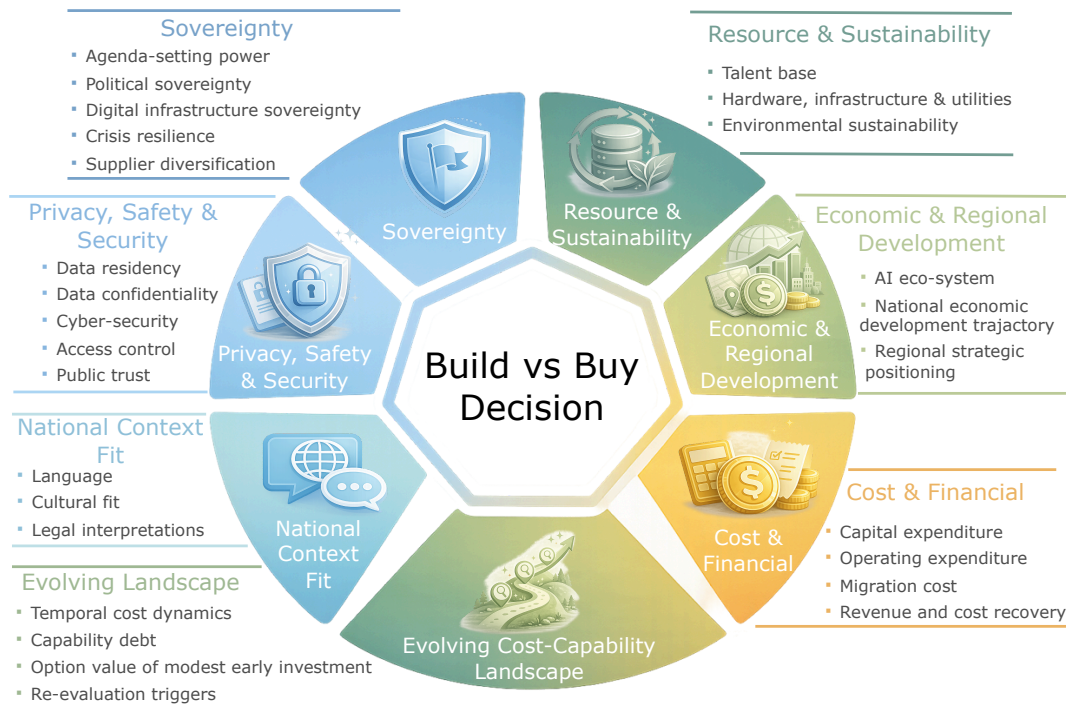 Sovereignty
▪ Agenda-setting power
▪ Political sovereignty
▪ Digital infrastructure sovereignty
▪ Crisis resilience
▪ Supplier diversification
Resource & Sustainability
▪ Talent base
▪ Hardware, infrastructure & utilities
▪ Environmental sustainability
Privacy, Safety &
Security
▪ Data residency
▪ Data confidentiality
▪ Cyber-security
▪ Access control
▪ Public trust
Economic & Regional
Development
▪ AI eco-system
▪ National economic
development trajactory
▪ Regional strategic
positioning
National Context
Fit
▪ Language
▪ Cultural fit
▪ Legal interpretations
Cost & Financial
▪ Capital expenditure
▪ Operating expenditure
▪ Migration cost
▪ Revenue and cost recovery
Evolving Landscape
▪ Temporal cost dynamics
▪ Capability debt
▪ Option value of modest early investment
▪ Re-evaluation triggers
Sovereignty
Resource &
Sustainability
Privacy, Safety
& Security
Economic &
Regional
Development
Build vs Buy
Decision
National
Context
Fit
Cost &
Financial
Evolving Cost-Capability
Landscape